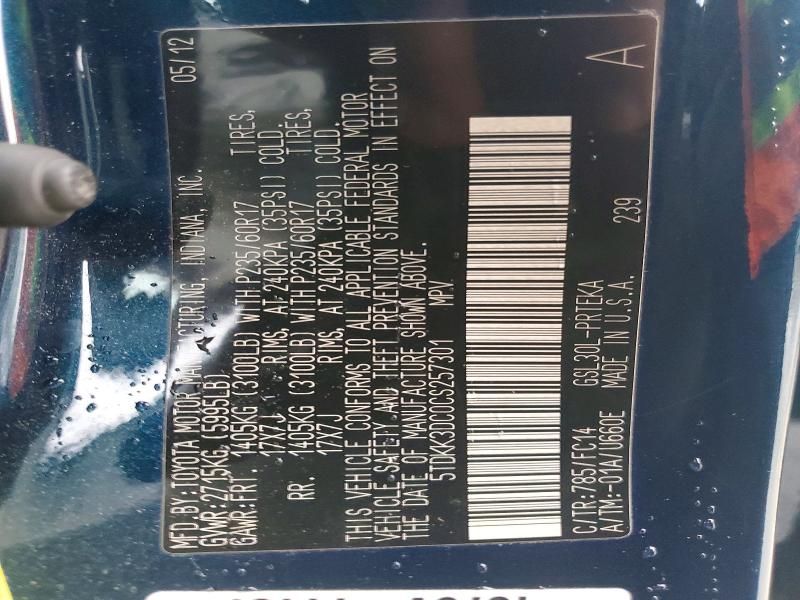 MFD.BY:TOYOTA MOTOR MANUFACTURING, INDIANA, INC. 05/12
GVWR:2715KG (5995LB)
GAWR:FRT. 1405KG (3100LB) WITH P235/60R17 TIRES,
17X7J RIMS, AT 240KPA (35PSI) COLD
RR. 1405KG (3100LB) WITH P235/60R17 TIRES,
17X7J RIMS, AT 240KPA (35PSI) COLD
THIS VEHICLE CONFORMS TO ALL APPLICABLE FEDERAL MOTOR
VEHICLE SAFETY AND THEFT PREVENTION STANDARDS IN EFFECT ON
THE DATE OF MANUFACTURE SHOWN ABOVE.
5TDKK3DC0CS257301 MPV
C/TR:785/FC14 GSL30L-PRTEKA
A/TM:-01A/U660E MADE IN U.S.A. 239 A